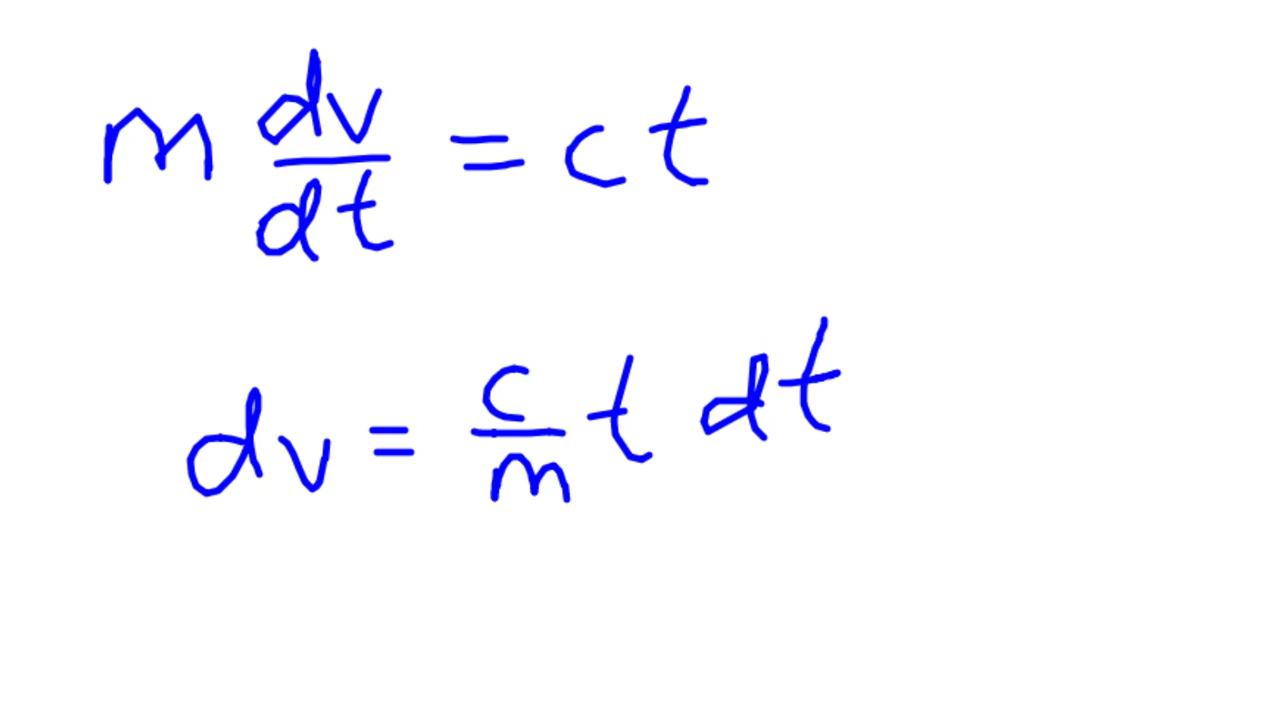 m dv/dt = ct
dv = c/m t dt